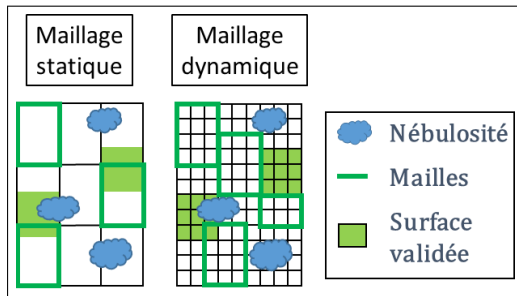 Maillage
statique
Maillage
dynamique
Nébulosité
Mailles
Surface
validée